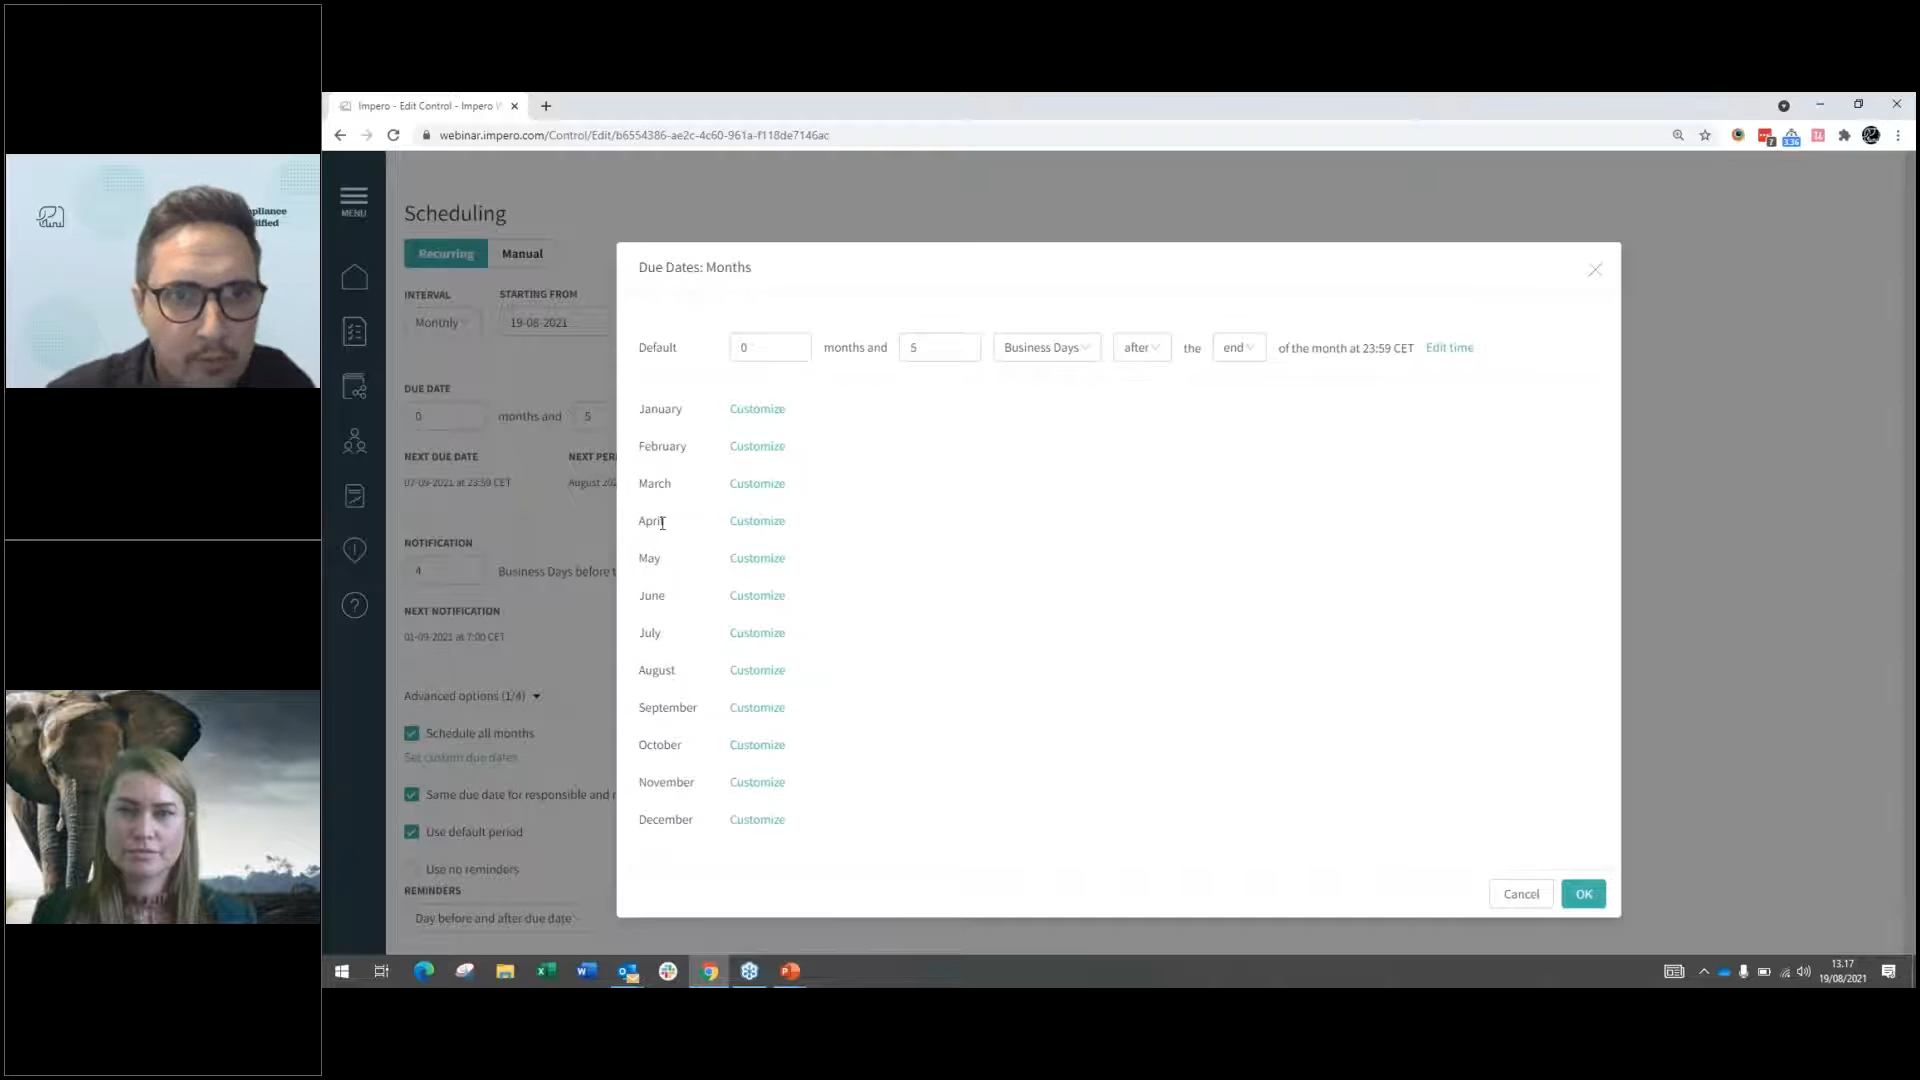 Impero - Edit Control - Impero W
webinar.impero.com/Control/Edit/b6554386-ae2c-4c60-961a-f118de7146ac
MENU
Scheduling
Recurring Manual
INTERVAL STARTING FROM
Monthly 19-08-2021
DUE DATE
0 months and 5
NEXT DUE DATE NEXT PER
07-09-2021 at 23:59 CET August 202
NOTIFICATION
4 Business Days before t
NEXT NOTIFICATION
01-09-2021 at 7:00 CET
Advanced options (1/4)
Schedule all months
Set custom due dates
Same due date for responsible and r
Use default period
Use no reminders
REMINDERS
Day before and after due date
Due Dates: Months
Default 0 months and 5 Business Days after the end of the month at 23:59 CET Edit time
January Customize
February Customize
March Customize
April Customize
May Customize
June Customize
July Customize
August Customize
September Customize
October Customize
November Customize
December Customize
Cancel OK
13.17
19/08/2021